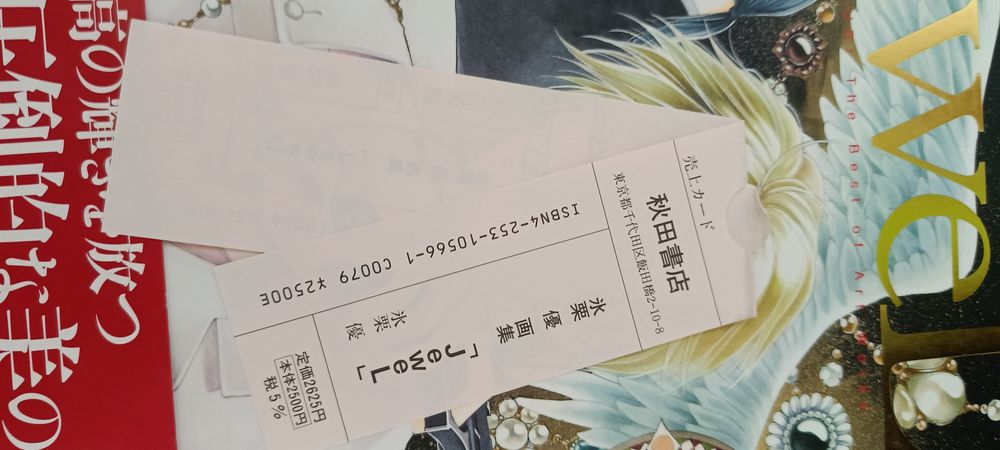 売上カード
秋田書店
東京都千代田区飯田橋2-10-8
ISBN4-253-10566-1 C0079 ¥2500E
氷栗優画集
「JeweL」
氷栗優
定価2625円
本体2500円
税5%
高の輝きを放つ
圧倒的な美の
wel
The Best of Art